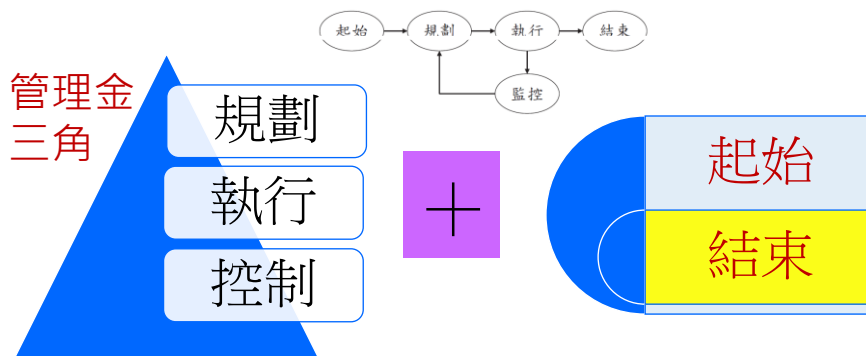 起始 規劃 執行 結束
監控
管理金
三角
規劃
執行
控制
+
起始
結束